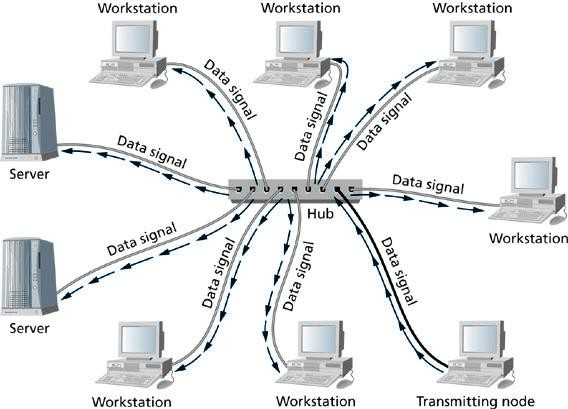 Workstation
Workstation
Workstation
Data signal
Data signal
Data signal
Data signal
Server
Data signal
Hub
Workstation
Data signal
Data signal
Data signal
Data signal
Server
Workstation
Workstation
Transmitting node